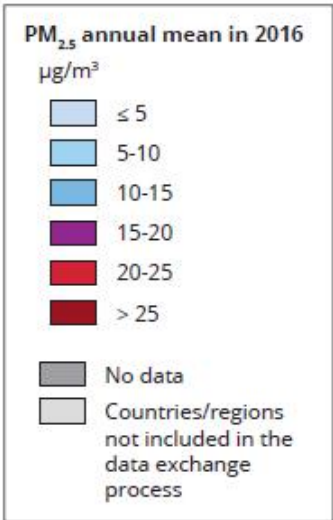 PM₂.₅ annual mean in 2016
µg/m³
≤ 5
5-10
10-15
15-20
20-25
> 25
No data
Countries/regions
not included in the
data exchange
process